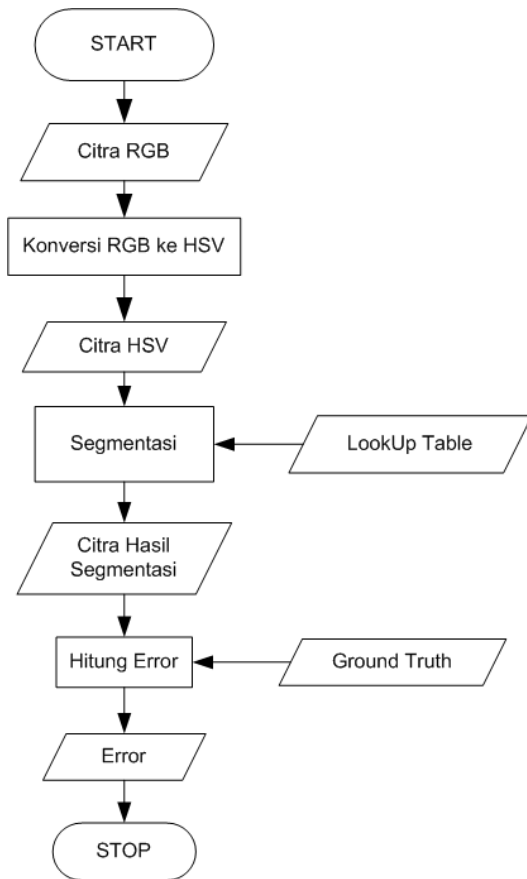 START
Citra RGB
Konversi RGB ke HSV
Citra HSV
Segmentasi
LookUp Table
Citra Hasil
Segmentasi
Hitung Error
Ground Truth
Error
STOP